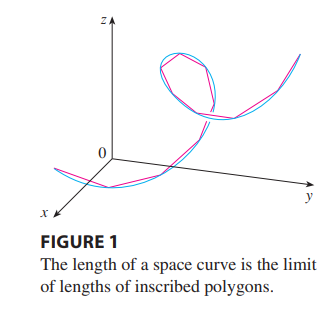 z
0
x
y
FIGURE 1
The length of a space curve is the limit
of lengths of inscribed polygons.